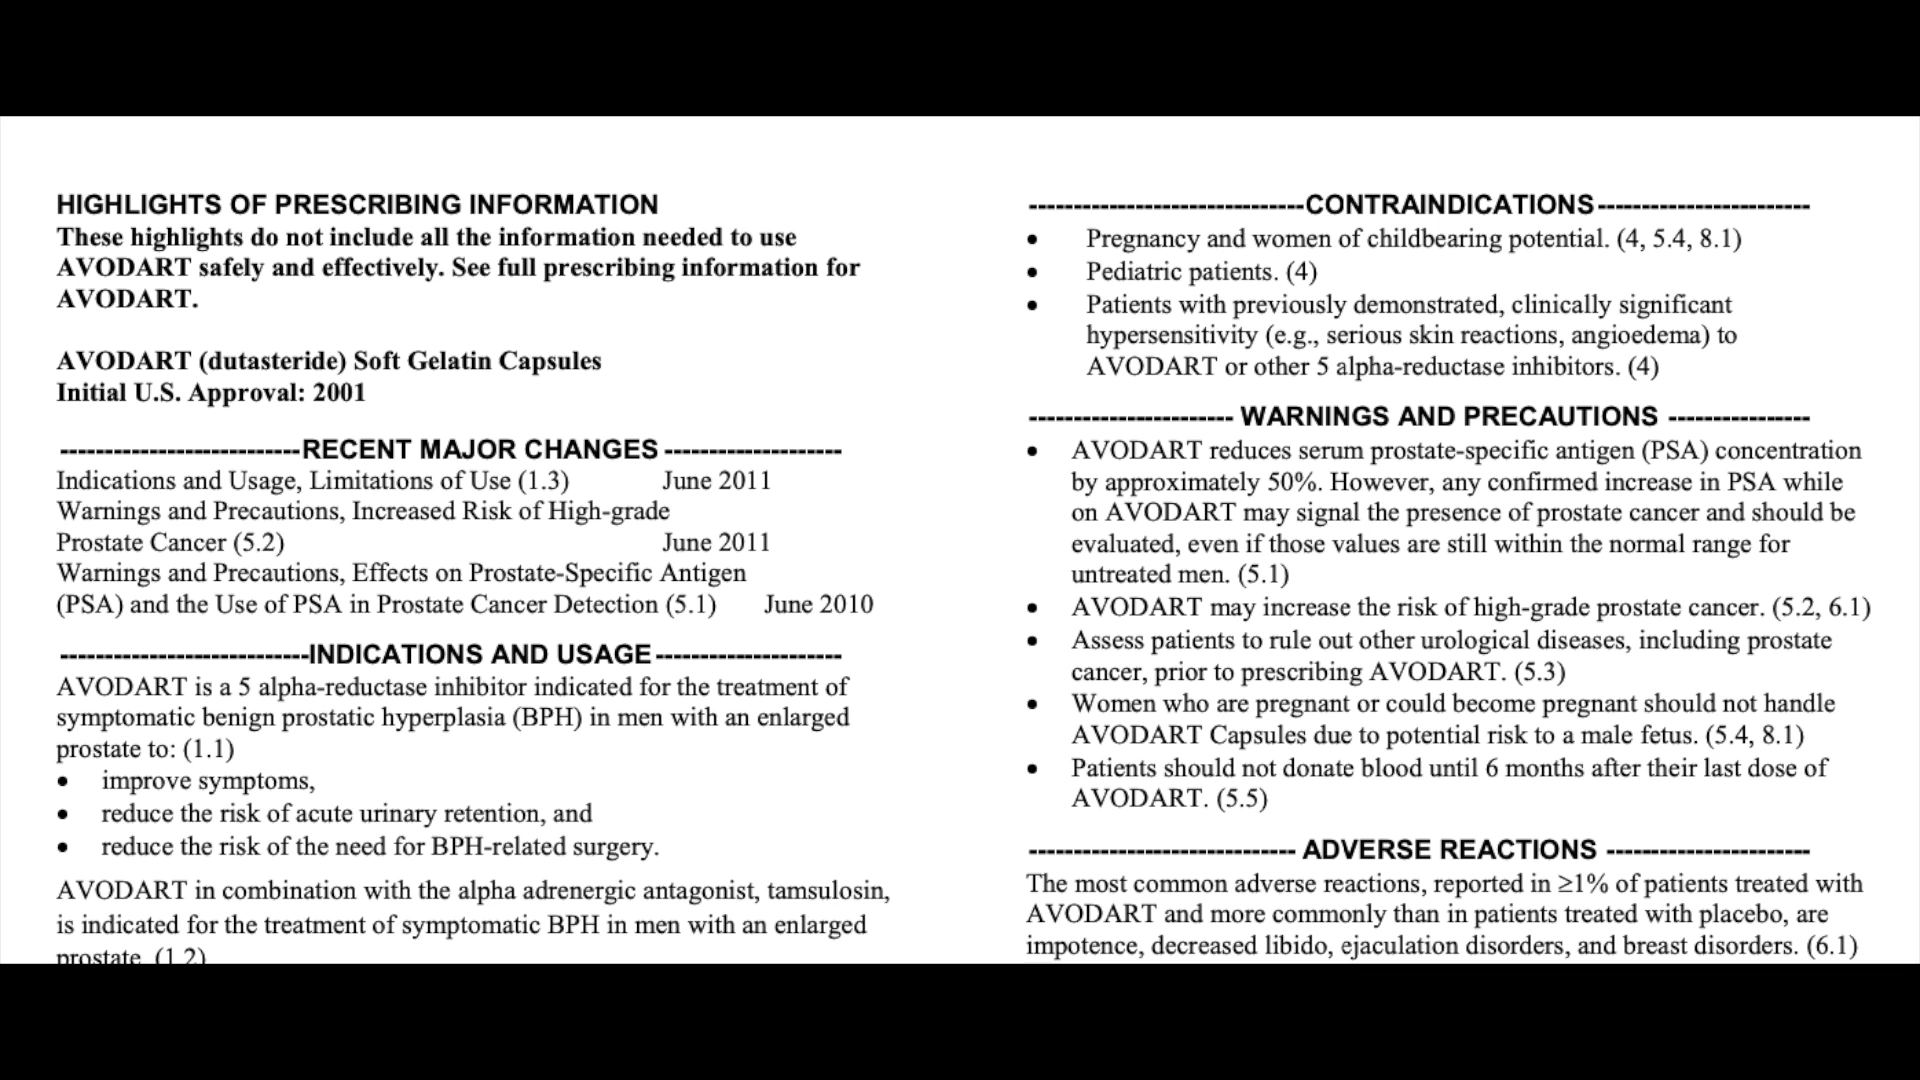 HIGHLIGHTS OF PRESCRIBING INFORMATION
These highlights do not include all the information needed to use
AVODART safely and effectively. See full prescribing information for
AVODART.
AVODART (dutasteride) Soft Gelatin Capsules
Initial U.S. Approval: 2001
---------------------------RECENT MAJOR CHANGES --------------------
Indications and Usage, Limitations of Use (1.3) June 2011
Warnings and Precautions, Increased Risk of High-grade
Prostate Cancer (5.2) June 2011
Warnings and Precautions, Effects on Prostate-Specific Antigen
(PSA) and the Use of PSA in Prostate Cancer Detection (5.1) June 2010
----------------------------INDICATIONS AND USAGE---------------------
AVODART is a 5 alpha-reductase inhibitor indicated for the treatment of
symptomatic benign prostatic hyperplasia (BPH) in men with an enlarged
prostate to: (1.1)
• improve symptoms,
• reduce the risk of acute urinary retention, and
• reduce the risk of the need for BPH-related surgery.
AVODART in combination with the alpha adrenergic antagonist, tamsulosin,
is indicated for the treatment of symptomatic BPH in men with an enlarged
prostate. (1.2)
-------------------------------CONTRAINDICATIONS------------------------
• Pregnancy and women of childbearing potential. (4, 5.4, 8.1)
• Pediatric patients. (4)
• Patients with previously demonstrated, clinically significant
hypersensitivity (e.g., serious skin reactions, angioedema) to
AVODART or other 5 alpha-reductase inhibitors. (4)
----------------------- WARNINGS AND PRECAUTIONS ----------------
• AVODART reduces serum prostate-specific antigen (PSA) concentration
by approximately 50%. However, any confirmed increase in PSA while
on AVODART may signal the presence of prostate cancer and should be
evaluated, even if those values are still within the normal range for
untreated men. (5.1)
• AVODART may increase the risk of high-grade prostate cancer. (5.2, 6.1)
• Assess patients to rule out other urological diseases, including prostate
cancer, prior to prescribing AVODART. (5.3)
• Women who are pregnant or could become pregnant should not handle
AVODART Capsules due to potential risk to a male fetus. (5.4, 8.1)
• Patients should not donate blood until 6 months after their last dose of
AVODART. (5.5)
------------------------------ ADVERSE REACTIONS -----------------------
The most common adverse reactions, reported in ≥1% of patients treated with
AVODART and more commonly than in patients treated with placebo, are
impotence, decreased libido, ejaculation disorders, and breast disorders. (6.1)